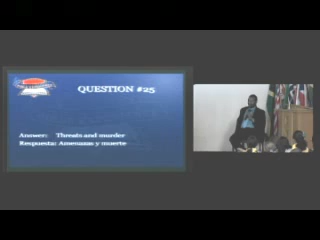 QUESTION #25
Answer: Threats and murder
Respuesta: Amenazas y muerte